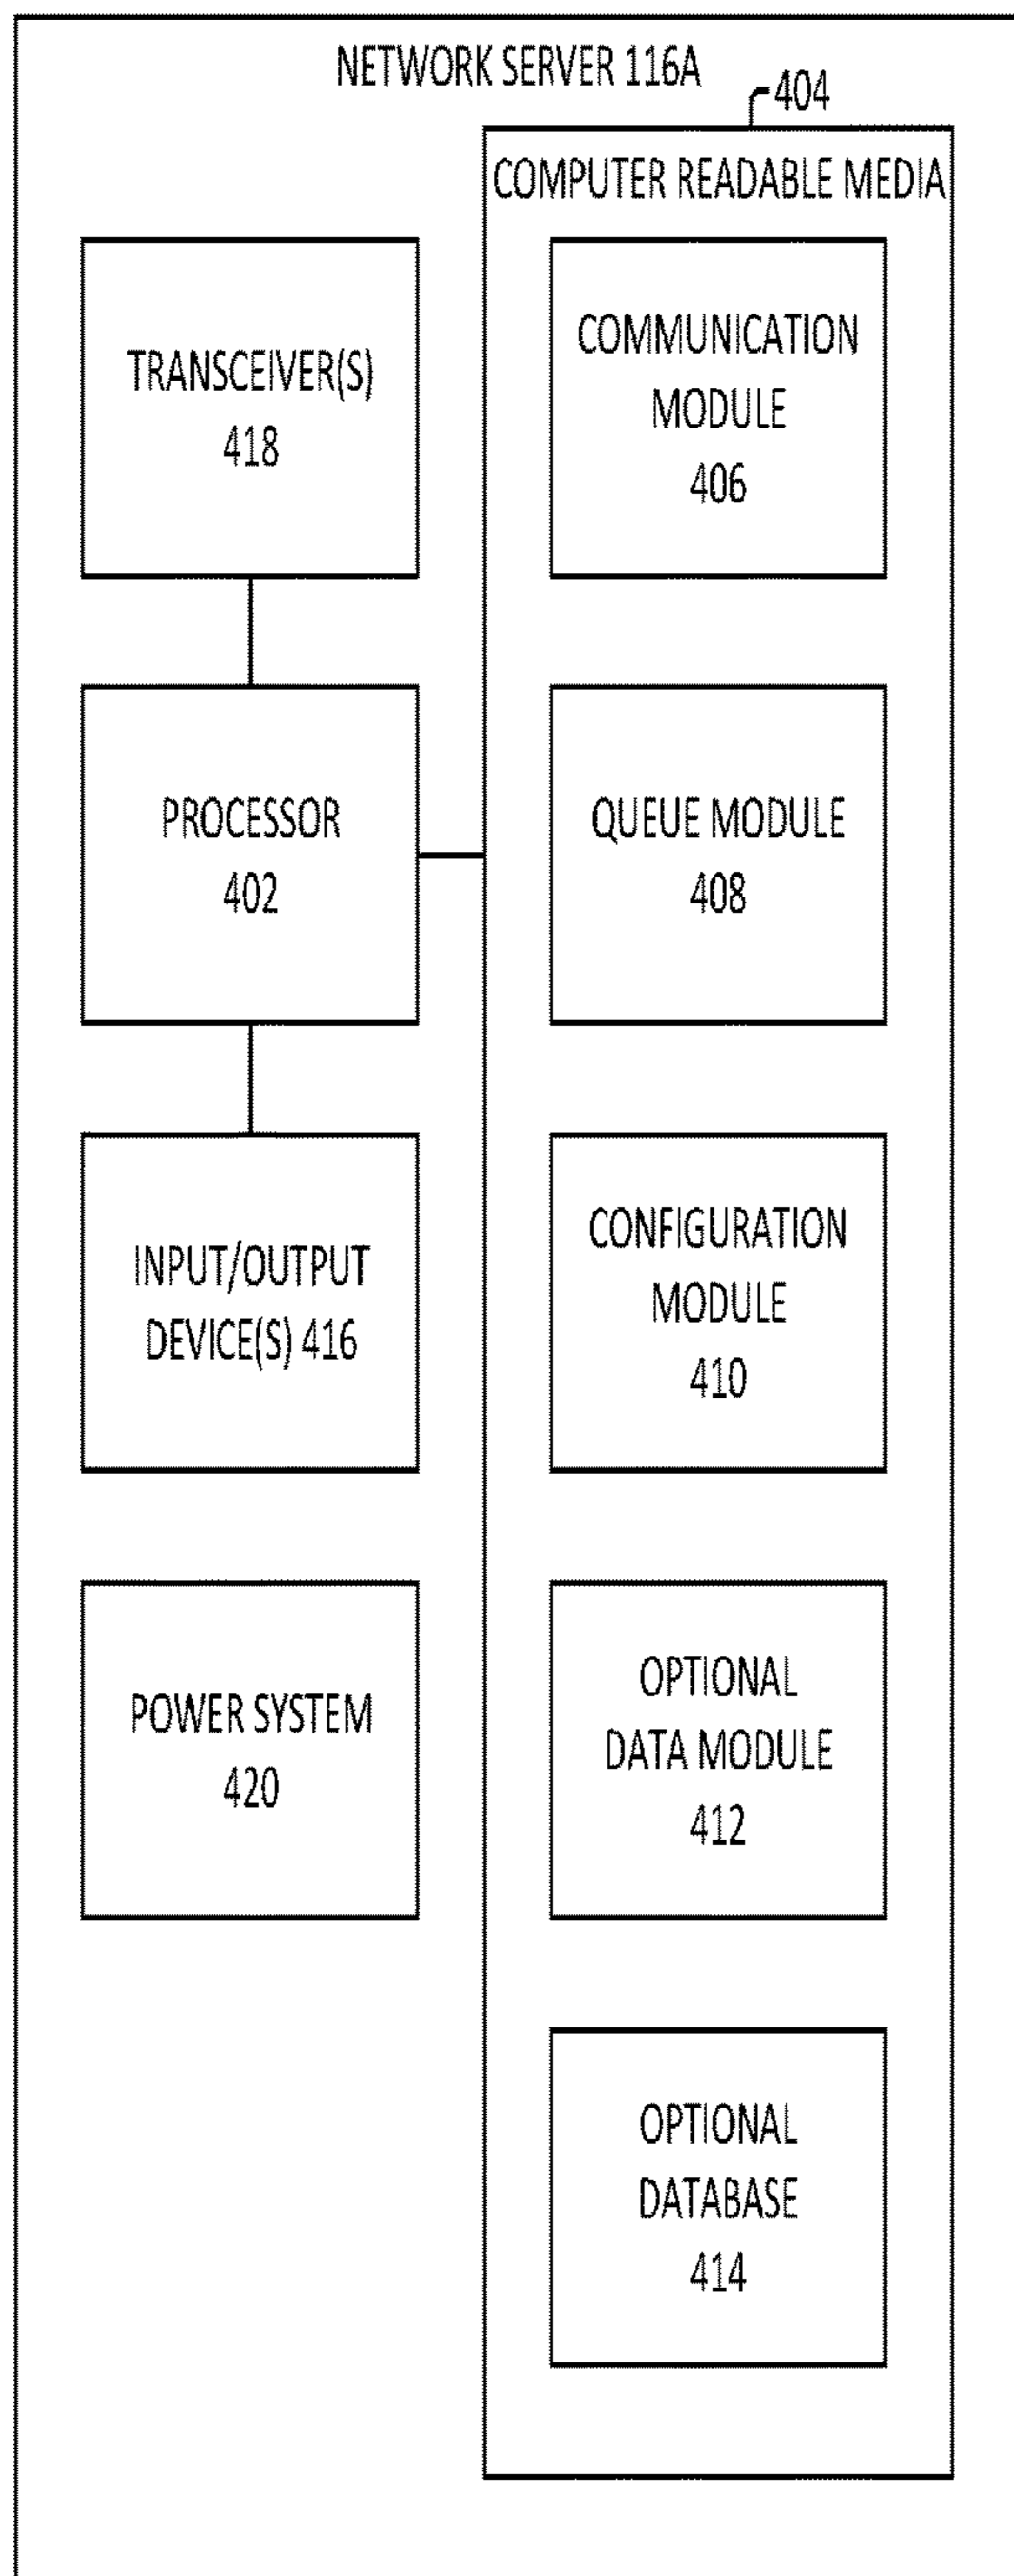 NETWORK SERVER 116A
404
COMPUTER READABLE MEDIA
TRANSCEIVER(S)
418
COMMUNICATION
MODULE
406
PROCESSOR
402
QUEUE MODULE
408
INPUT/OUTPUT
DEVICE(S) 416
CONFIGURATION
MODULE
410
POWER SYSTEM
420
OPTIONAL
DATA MODULE
412
OPTIONAL
DATABASE
414